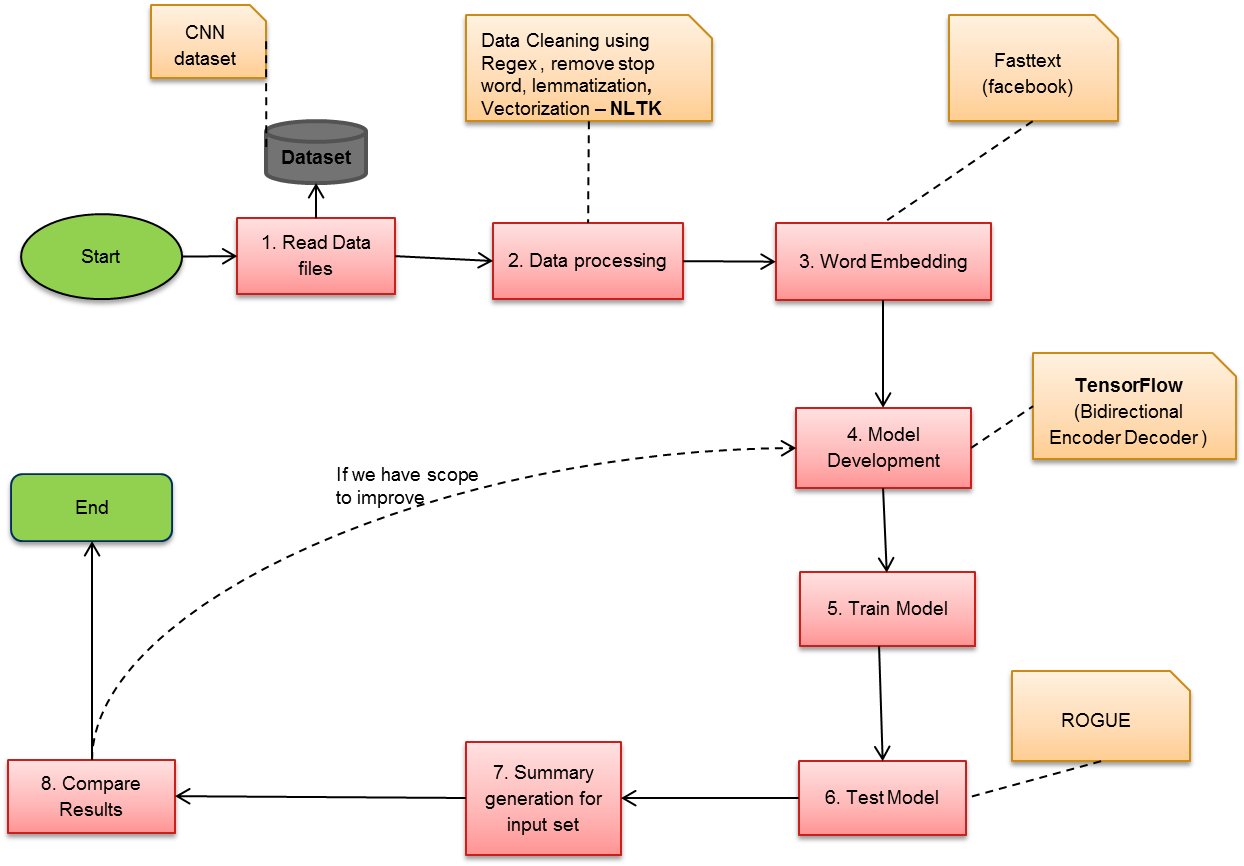 CNN
dataset
Data Cleaning using
Regex , remove stop
word, lemmatization,
Vectorization – NLTK
Fasttext
(facebook)
Dataset
Start
1. Read Data
files
2. Data processing
3. Word Embedding
TensorFlow
(Bidirectional
Encoder Decoder )
4. Model
Development
If we have scope
to improve
End
5. Train Model
ROGUE
6. Test Model
7. Summary
generation for
input set
8. Compare
Results